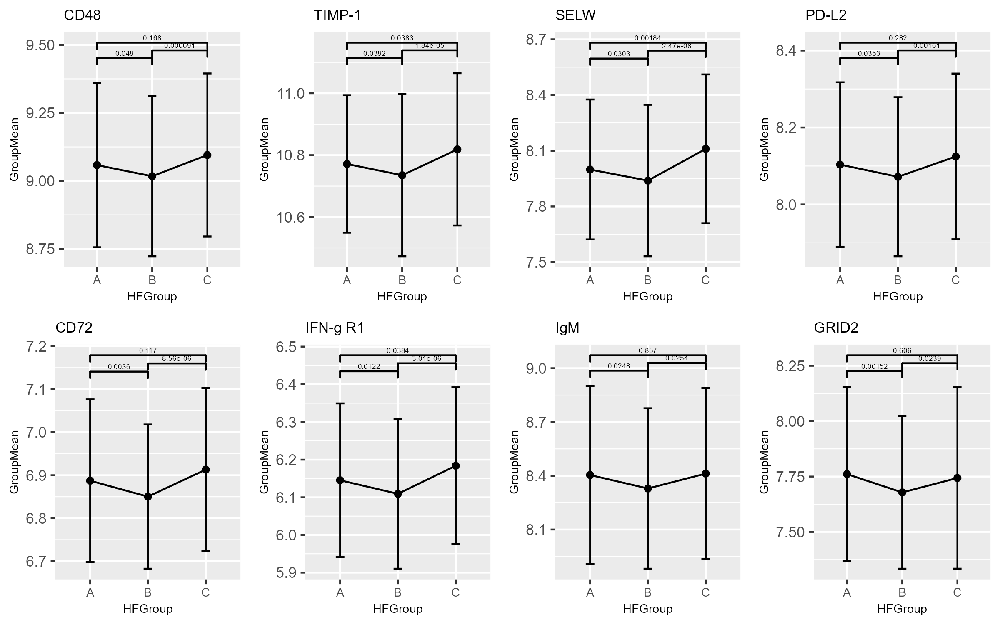 CD48
0.168
0.000691
0.048
9.50
9.25
9.00
8.75
GroupMean
A B C
HFGroup
TIMP-1
0.0383
1.84e-05
0.0382
11.0
10.8
10.6
GroupMean
A B C
HFGroup
SELW
0.00184
2.47e-08
0.0303
8.7
8.4
8.1
7.8
7.5
GroupMean
A B C
HFGroup
PD-L2
0.282
0.00161
0.0353
8.4
8.2
8.0
GroupMean
A B C
HFGroup
CD72
0.117
8.56e-06
0.0036
7.2
7.1
7.0
6.9
6.8
6.7
GroupMean
A B C
HFGroup
IFN-g R1
0.0384
3.01e-06
0.0122
6.5
6.4
6.3
6.2
6.1
6.0
5.9
GroupMean
A B C
HFGroup
IgM
0.857
0.0254
0.0248
9.0
8.7
8.4
8.1
GroupMean
A B C
HFGroup
GRID2
0.606
0.0239
0.00152
8.25
8.00
7.75
7.50
GroupMean
A B C
HFGroup